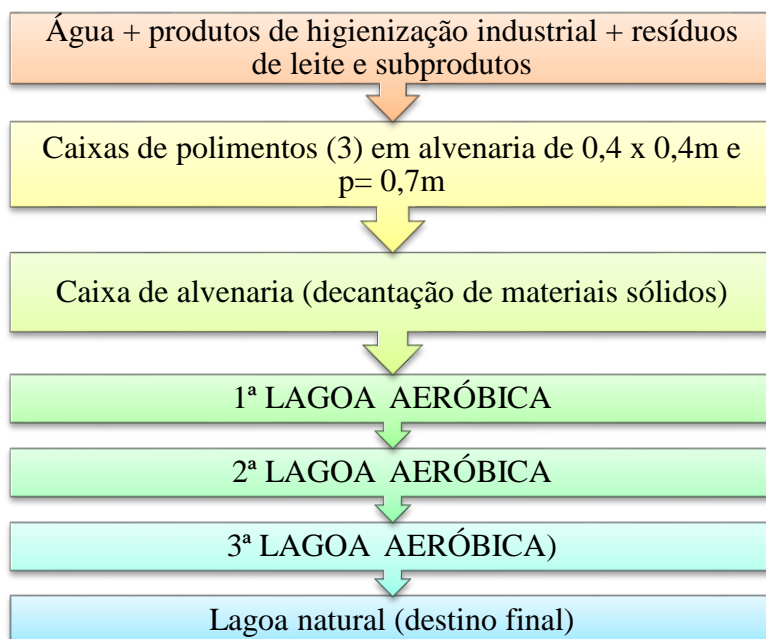 Água + produtos de higienização industrial + resíduos
de leite e subprodutos
Caixas de polimentos (3) em alvenaria de 0,4 x 0,4m e
p= 0,7m
Caixa de alvenaria (decantação de materiais sólidos)
1ª LAGOA AERÓBICA
2ª LAGOA AERÓBICA
3ª LAGOA AERÓBICA)
Lagoa natural (destino final)